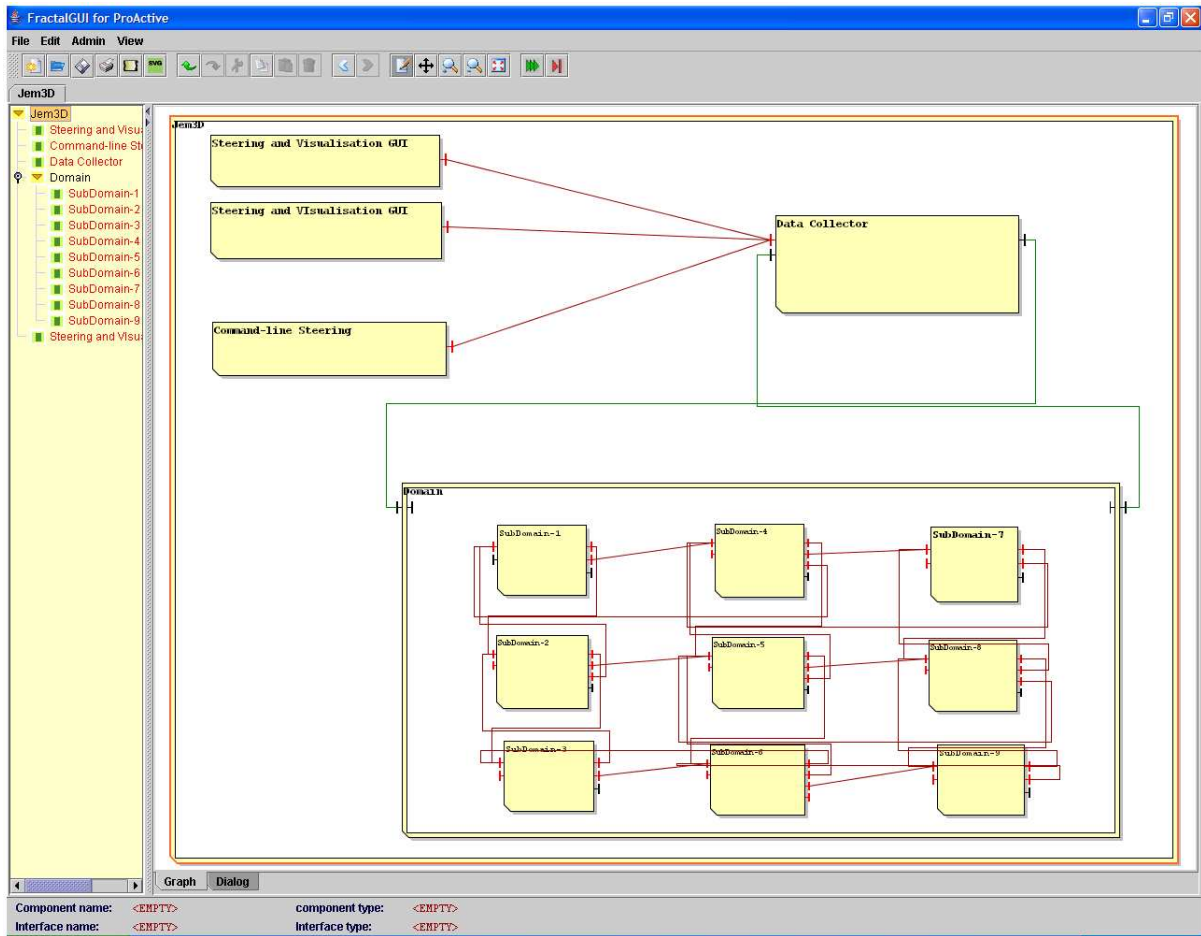 FractalGUI for ProActive
File Edit Admin View
SVG
Jem3D
Jem3D
Steering and Visu
Command-line St
Data Collector
Domain
SubDomain-1
SubDomain-2
SubDomain-3
SubDomain-4
SubDomain-5
SubDomain-6
SubDomain-7
SubDomain-8
SubDomain-9
Steering and VIsu
Jem3D
Steering and Visualisation GUI
Steering and VIsualisation GUI
Data Collector
Command-line Steering
Domain
SubDomain-1 SubDomain-4 SubDomain-7
SubDomain-2 SubDomain-5 SubDomain-8
SubDomain-3 SubDomain-6 SubDomain-9
Graph Dialog
Component name: <EMPTY> component type: <EMPTY>
Interface name: <EMPTY> Interface type: <EMPTY>